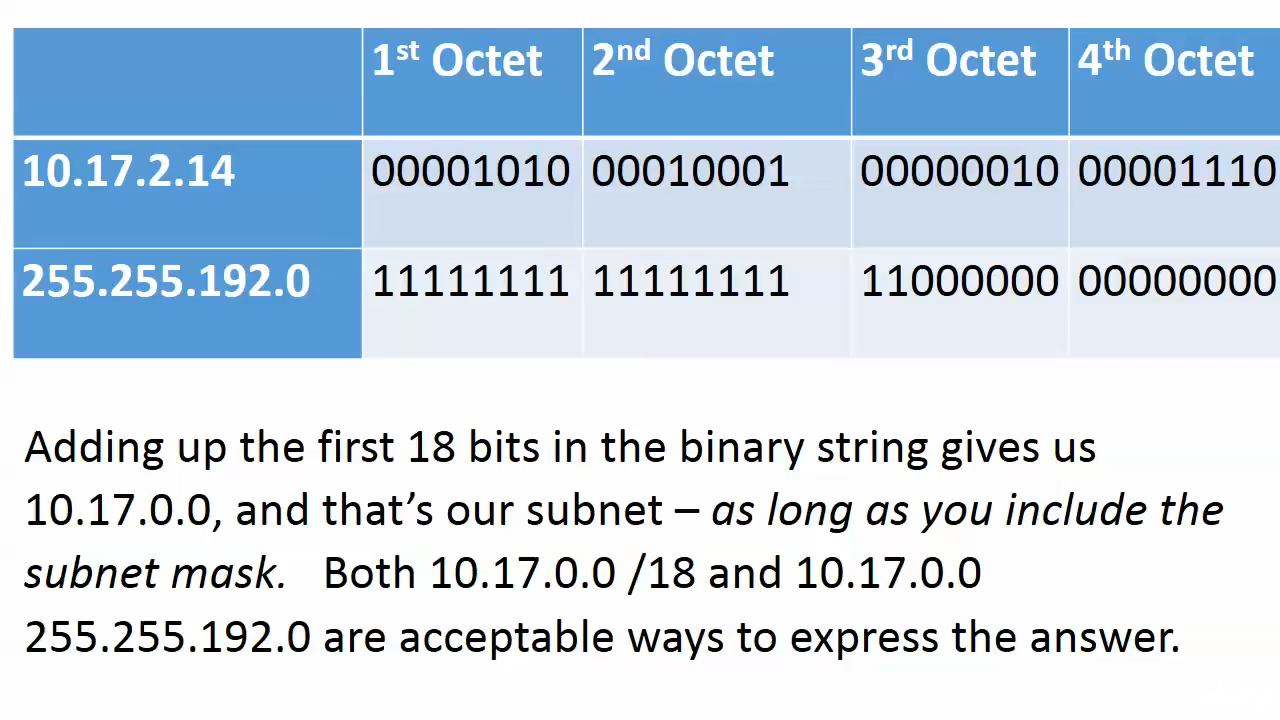 1st Octet 2nd Octet 3rd Octet 4th Octet
10.17.2.14 00001010 00010001 00000010 00001110
255.255.192.0 11111111 11111111 11000000 00000000
Adding up the first 18 bits in the binary string gives us
10.17.0.0, and that’s our subnet – as long as you include the
subnet mask. Both 10.17.0.0 /18 and 10.17.0.0
255.255.192.0 are acceptable ways to express the answer.